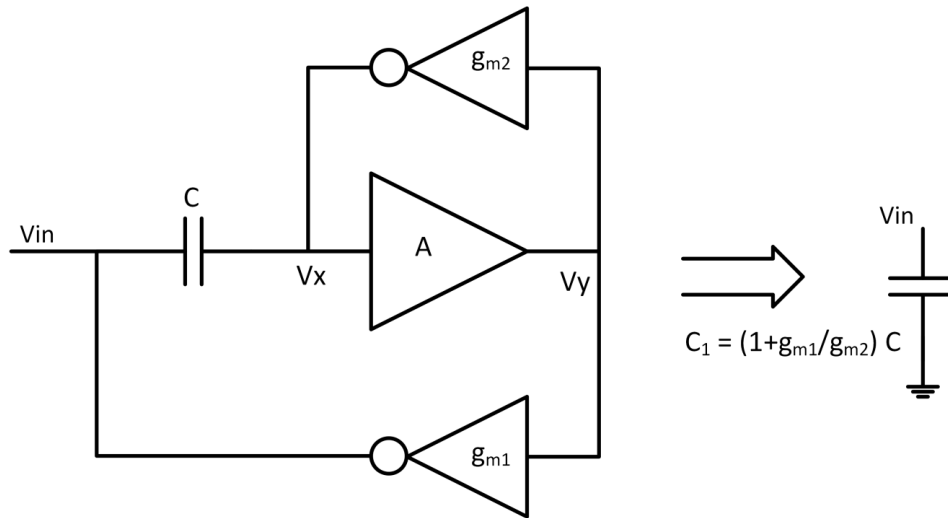 gm2
C
Vin
A
Vx
Vy
Vin
C1 = (1+gm1/gm2) C
gm1